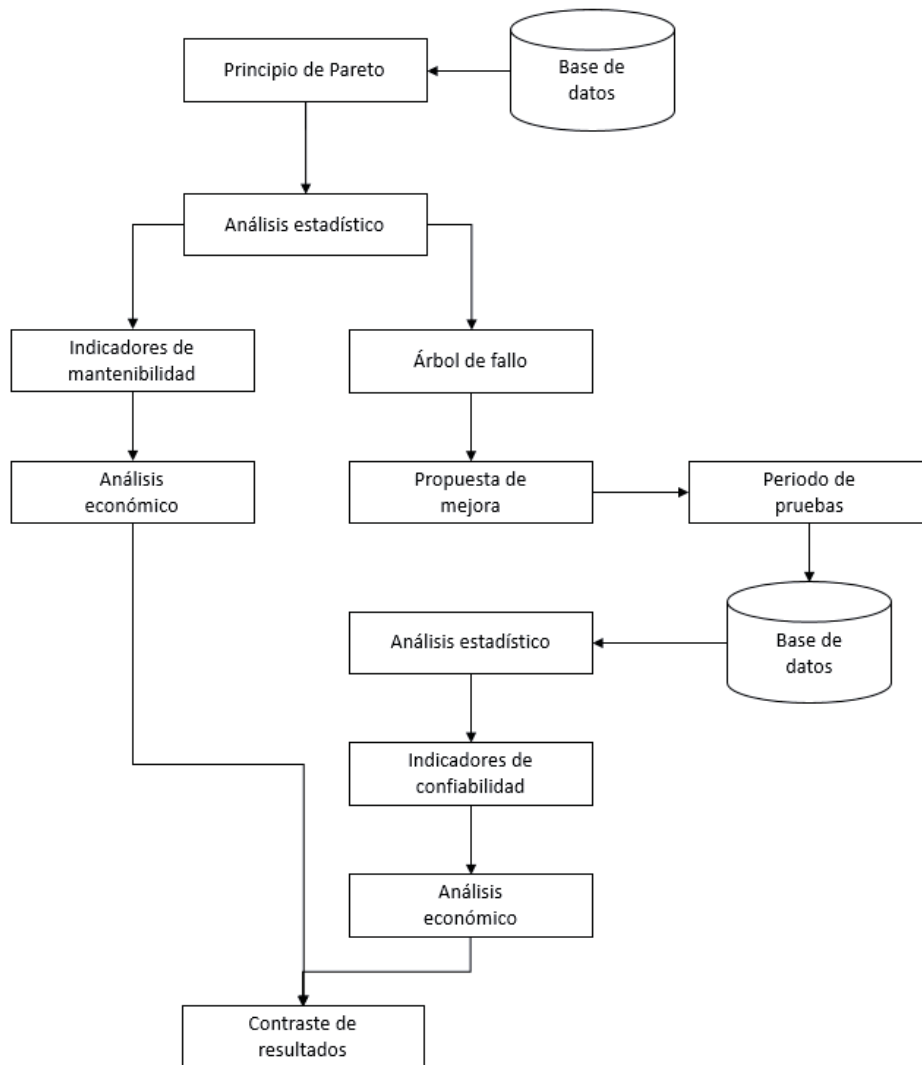 Principio de Pareto
Base de
datos
Análisis estadístico
Indicadores de
mantenibilidad
Árbol de fallo
Análisis
económico
Propuesta de
mejora
Periodo de
pruebas
Análisis estadístico
Base de
datos
Indicadores de
confiabilidad
Análisis
económico
Contraste de
resultados